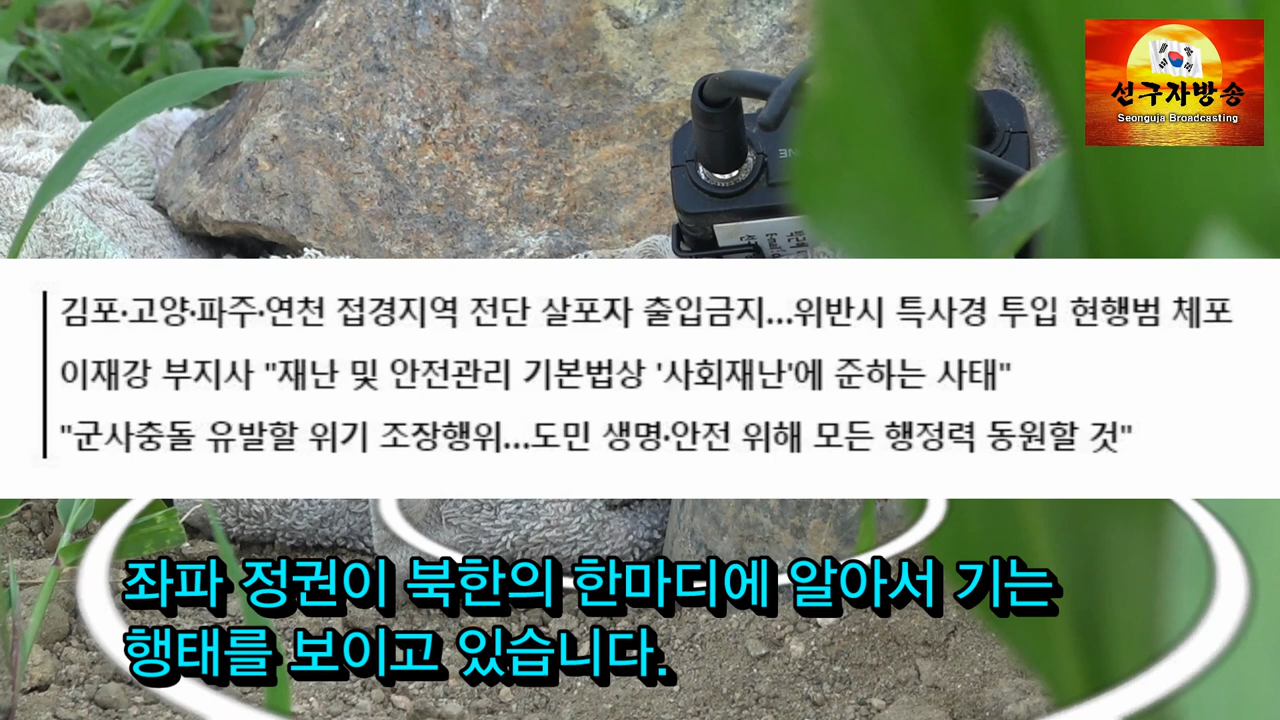 선구자방송
Seonguja Broadcasting
김포·고양·파주·연천 접경지역 전단 살포자 출입금지...위반시 특사경 투입 현행범 체포
이재강 부지사 "재난 및 안전관리 기본법상 '사회재난'에 준하는 사태"
"군사충돌 유발할 위기 조장행위...도민 생명·안전 위해 모든 행정력 동원할 것"
좌파 정권이 북한의 한마디에 알아서 기는
행태를 보이고 있습니다.